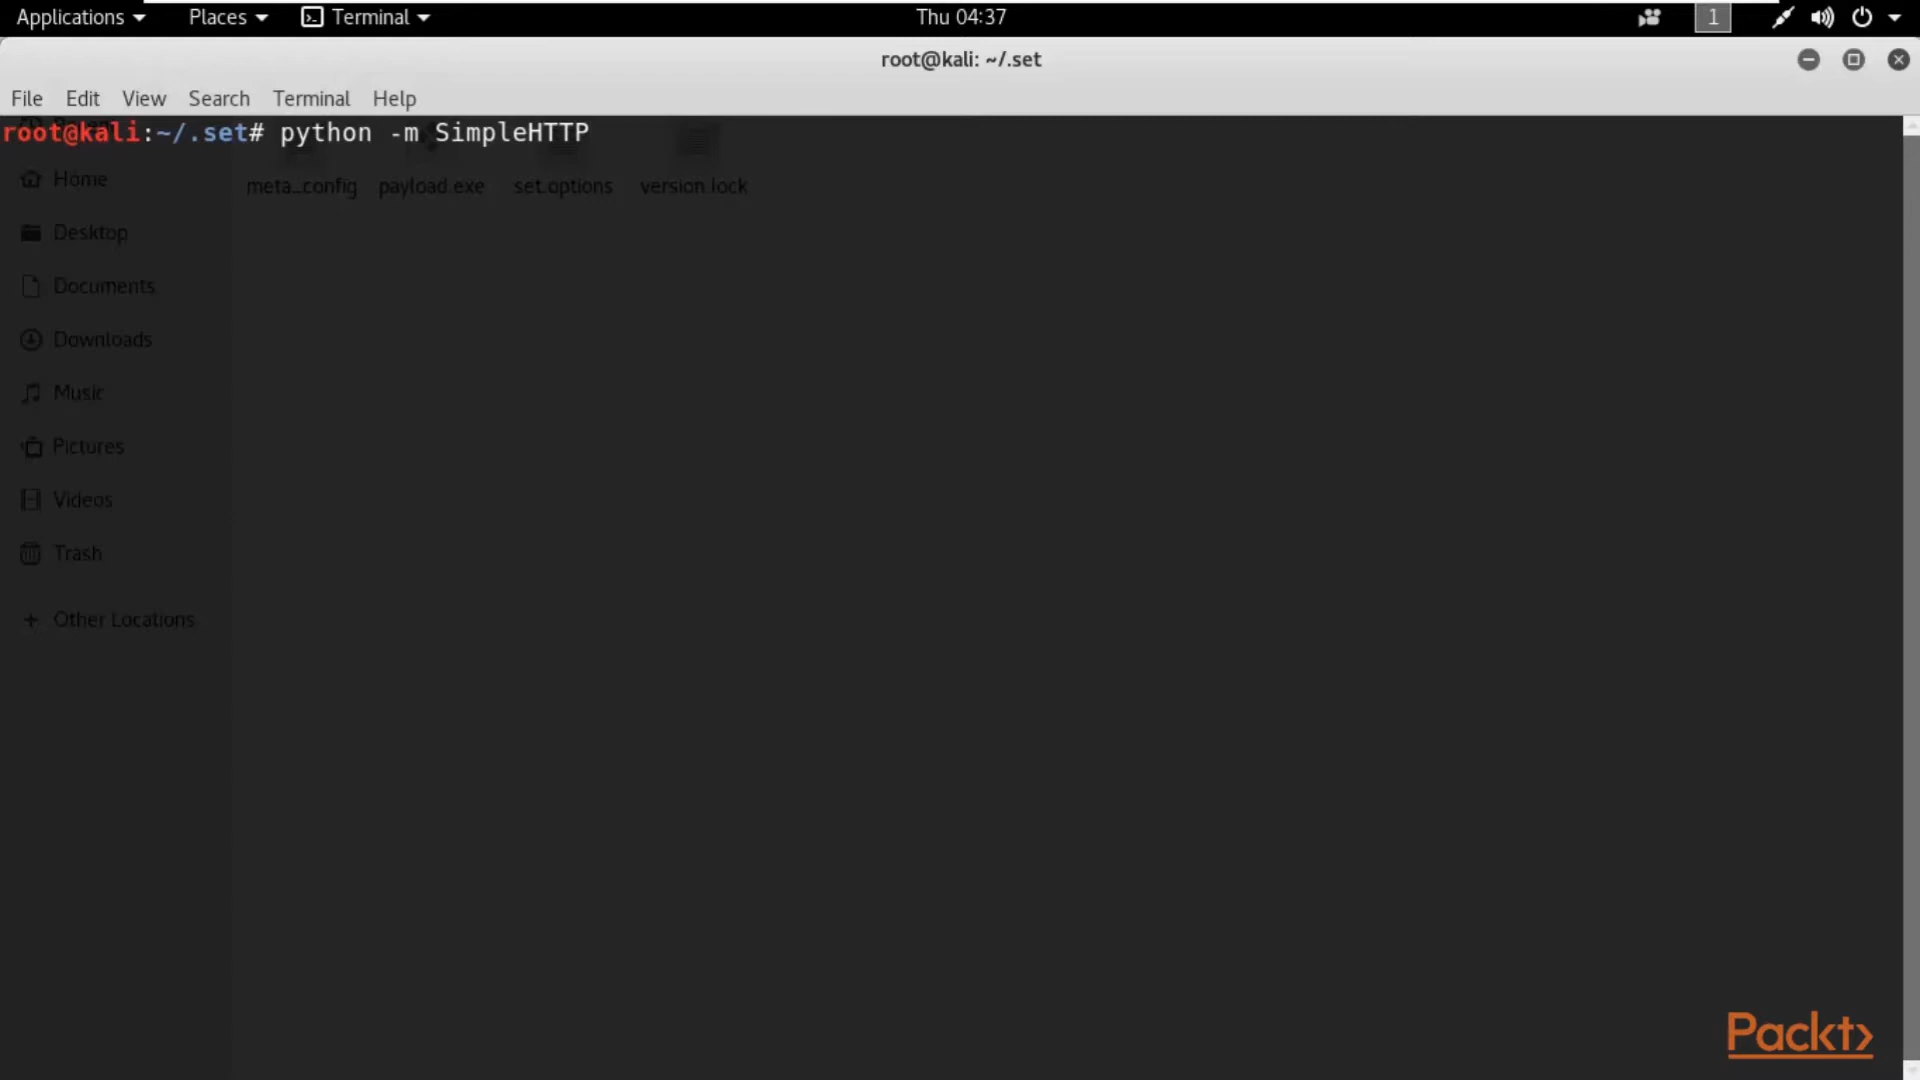 Applications Places Terminal Thu 04:37 1
root@kali: ~/.set
File Edit View Search Terminal Help
root@kali:~/.set# python -m SimpleHTTP
Home
meta_config payload.exe set.options version.lock
Desktop
Documents
Downloads
Music
Pictures
Videos
Trash
+ Other Locations
Packt>